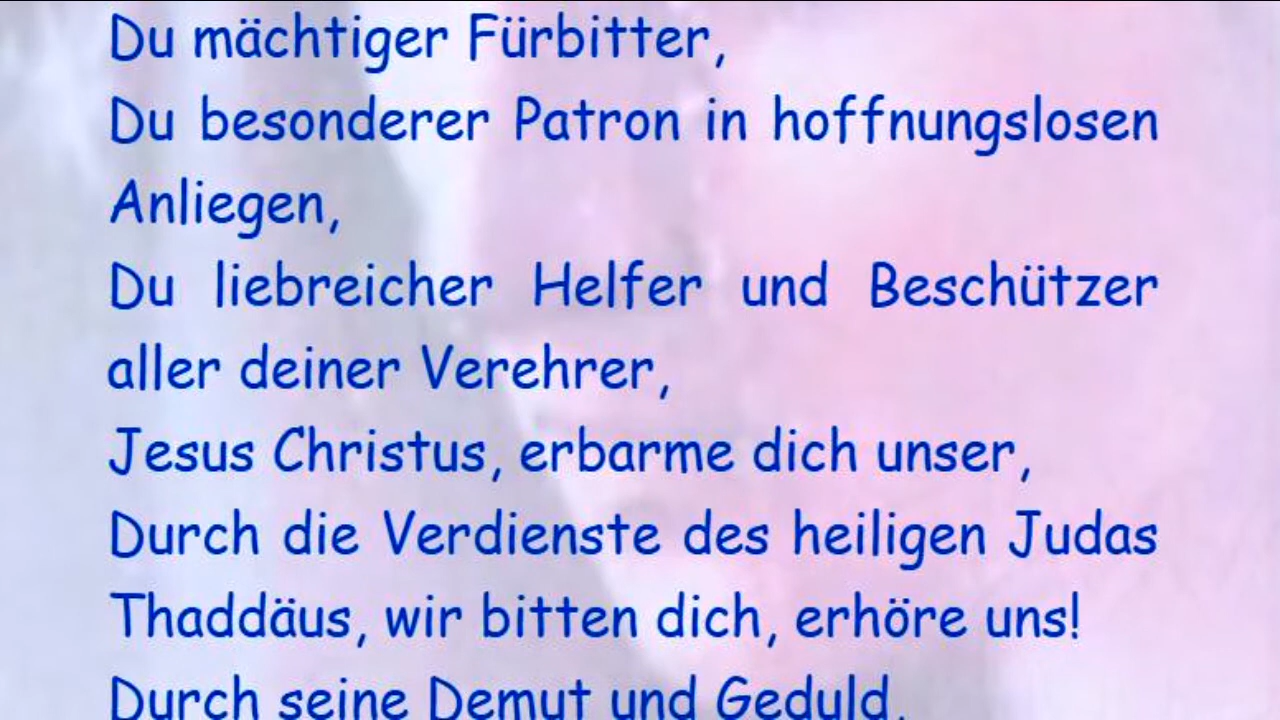 Du mächtiger Fürbitter,
Du besonderer Patron in hoffnungslosen
Anliegen,
Du liebreicher Helfer und Beschützer
aller deiner Verehrer,
Jesus Christus, erbarme dich unser,
Durch die Verdienste des heiligen Judas
Thaddäus, wir bitten dich, erhöre uns!
Durch seine Demut und Geduld,